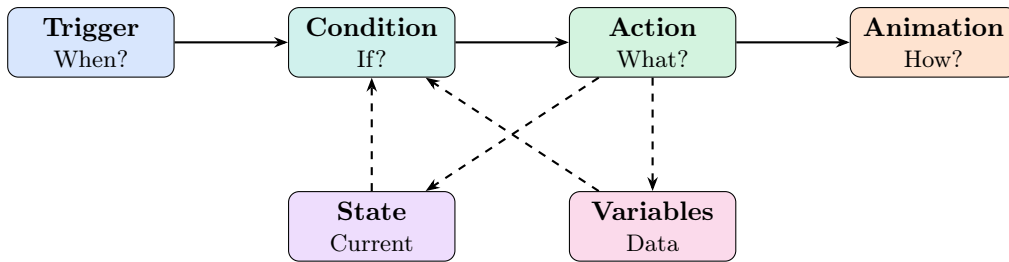 Trigger
When?
Condition
If?
Action
What?
Animation
How?
State
Current
Variables
Data